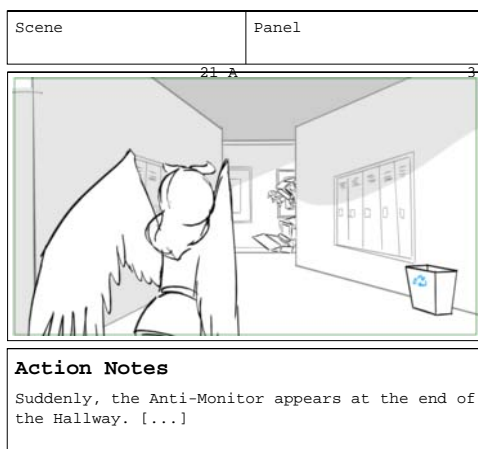 Scene
Panel
21 A
3
Action Notes
Suddenly, the Anti-Monitor appears at the end of
the Hallway. [...]